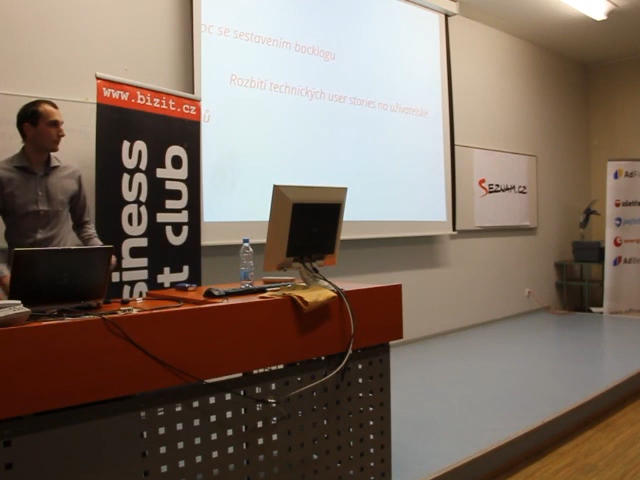 oc se sestavením backlogu
Rozbití technických user stories na uživatelské
ů
www.bizit.cz
siness
t club
SEZNAM.CZ